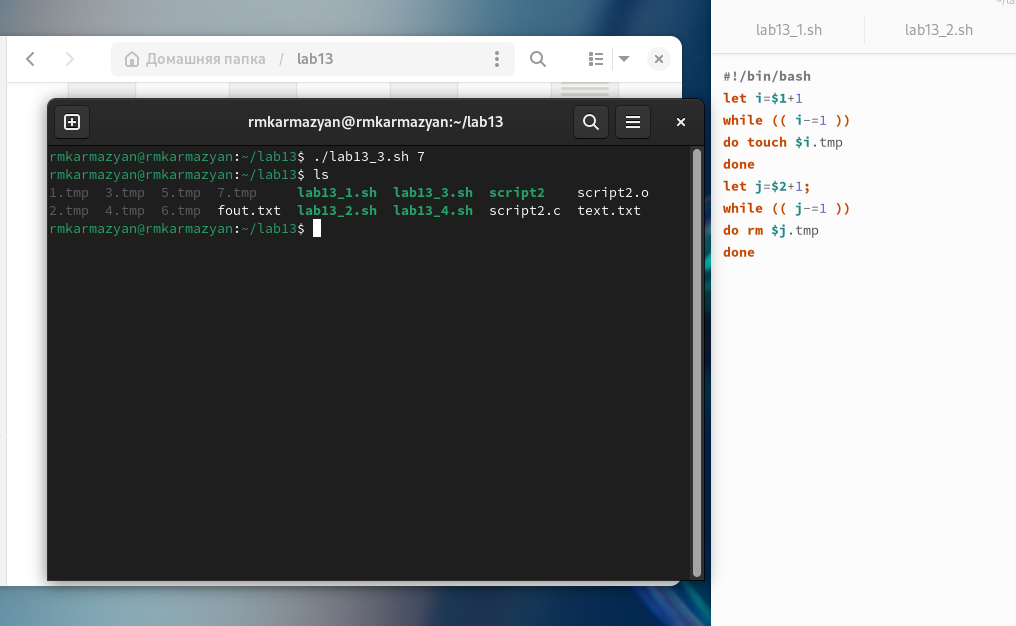 Домашняя папка / lab13
rmkarmazyan@rmkarmazyan:~/lab13
rmkarmazyan@rmkarmazyan:~/lab13$ ./lab13_3.sh 7
rmkarmazyan@rmkarmazyan:~/lab13$ ls
1.tmp 3.tmp 5.tmp 7.tmp lab13_1.sh lab13_3.sh script2 script2.o
2.tmp 4.tmp 6.tmp fout.txt lab13_2.sh lab13_4.sh script2.c text.txt
rmkarmazyan@rmkarmazyan:~/lab13$
lab13_1.sh lab13_2.sh
#!/bin/bash
let i=$1+1
while (( i-=1 ))
do touch $i.tmp
done
let j=$2+1;
while (( j-=1 ))
do rm $j.tmp
done